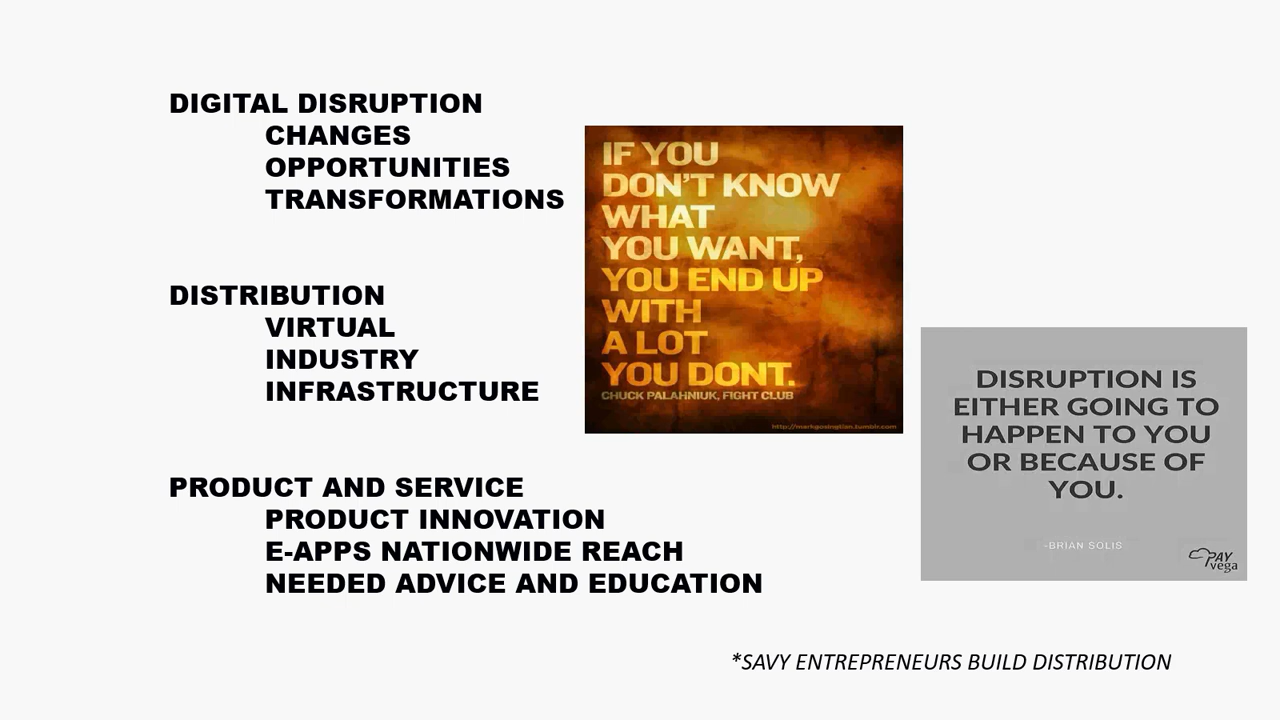 DIGITAL DISRUPTION
CHANGES
OPPORTUNITIES
TRANSFORMATIONS
DISTRIBUTION
VIRTUAL
INDUSTRY
INFRASTRUCTURE
PRODUCT AND SERVICE
PRODUCT INNOVATION
E-APPS NATIONWIDE REACH
NEEDED ADVICE AND EDUCATION
IF YOU
DON'T KNOW
WHAT
YOU WANT,
YOU END UP
WITH
A LOT
YOU DONT.
CHUCK PALAHNIUK, FIGHT CLUB
DISRUPTION IS
EITHER GOING TO
HAPPEN TO YOU
OR BECAUSE OF
YOU.
-BRIAN SOLIS
PAY
vega
*SAVY ENTREPRENEURS BUILD DISTRIBUTION